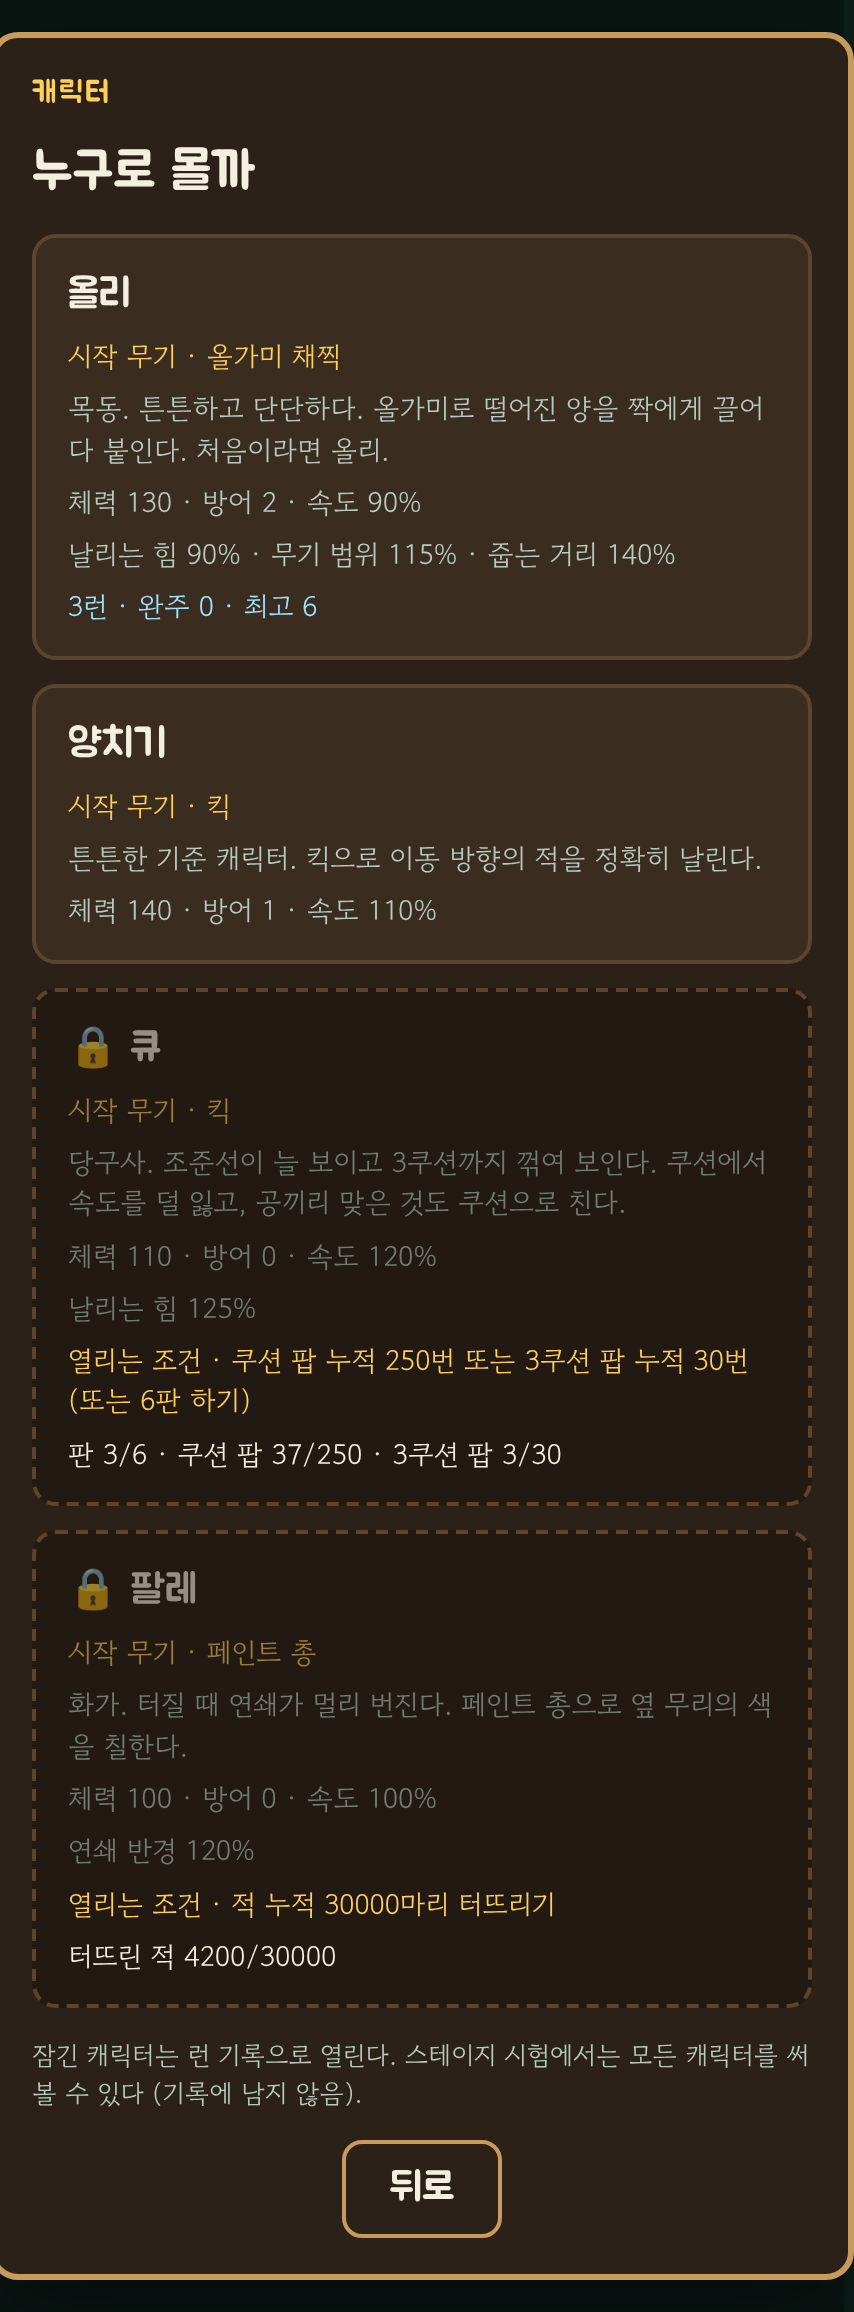 캐릭터
누구로 몰까
올리
시작 무기 · 올가미 채찍
목동. 튼튼하고 단단하다. 올가미로 떨어진 양을 짝에게 끌어
다 붙인다. 처음이라면 올리.
체력 130 · 방어 2 · 속도 90%
날리는 힘 90% · 무기 범위 115% · 줍는 거리 140%
3런 · 완주 0 · 최고 6
양치기
시작 무기 · 킥
튼튼한 기준 캐릭터. 킥으로 이동 방향의 적을 정확히 날린다.
체력 140 · 방어 1 · 속도 110%
🔒 큐
시작 무기 · 킥
당구사. 조준선이 늘 보이고 3쿠션까지 꺾여 보인다. 쿠션에서
속도를 덜 잃고, 공끼리 맞은 것도 쿠션으로 친다.
체력 110 · 방어 0 · 속도 120%
날리는 힘 125%
열리는 조건 · 쿠션 팝 누적 250번 또는 3쿠션 팝 누적 30번
(또는 6판 하기)
판 3/6 · 쿠션 팝 37/250 · 3쿠션 팝 3/30
🔒 팔레
시작 무기 · 페인트 총
화가. 터질 때 연쇄가 멀리 번진다. 페인트 총으로 옆 무리의 색
을 칠한다.
체력 100 · 방어 0 · 속도 100%
연쇄 반경 120%
열리는 조건 · 적 누적 30000마리 터뜨리기
터뜨린 적 4200/30000
잠긴 캐릭터는 런 기록으로 열린다. 스테이지 시험에서는 모든 캐릭터를 써
볼 수 있다 (기록에 남지 않음).
뒤로